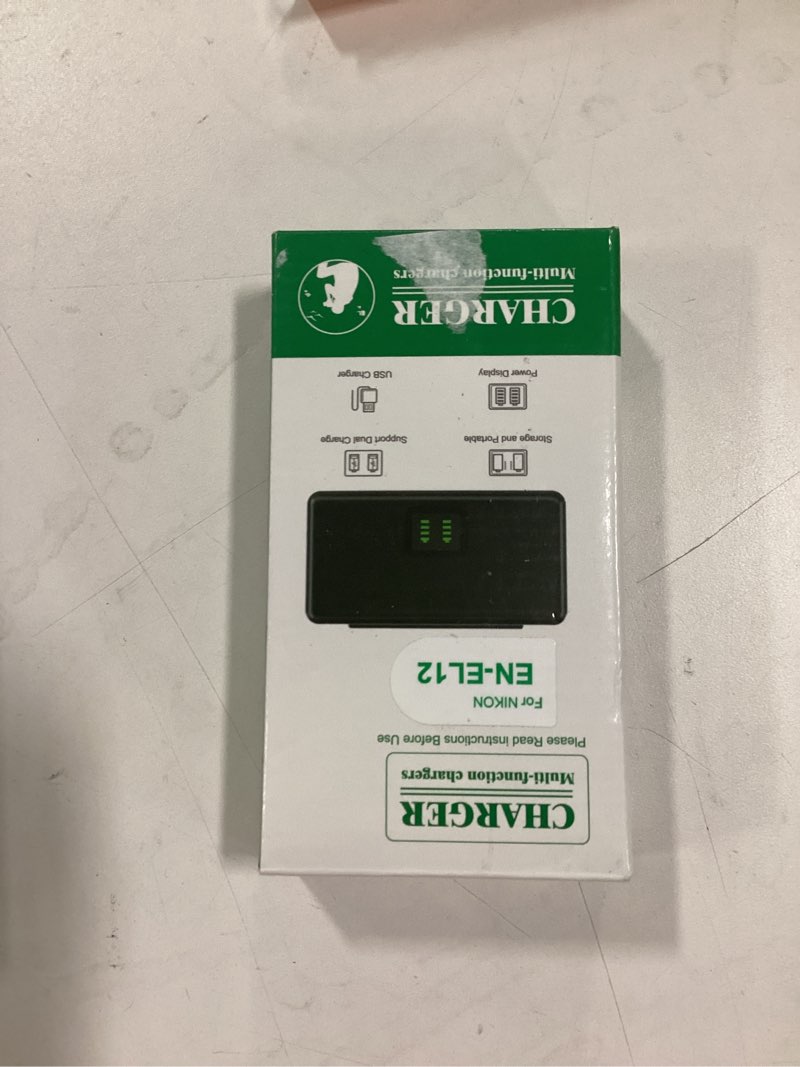 CHARGER
Multi-function chargers
Please Read instructions Before Use
For NIKON
EN-EL12
Storage and Portable
Support Dual Charge
Power Display
USB Charger
CHARGER
Multi-function chargers